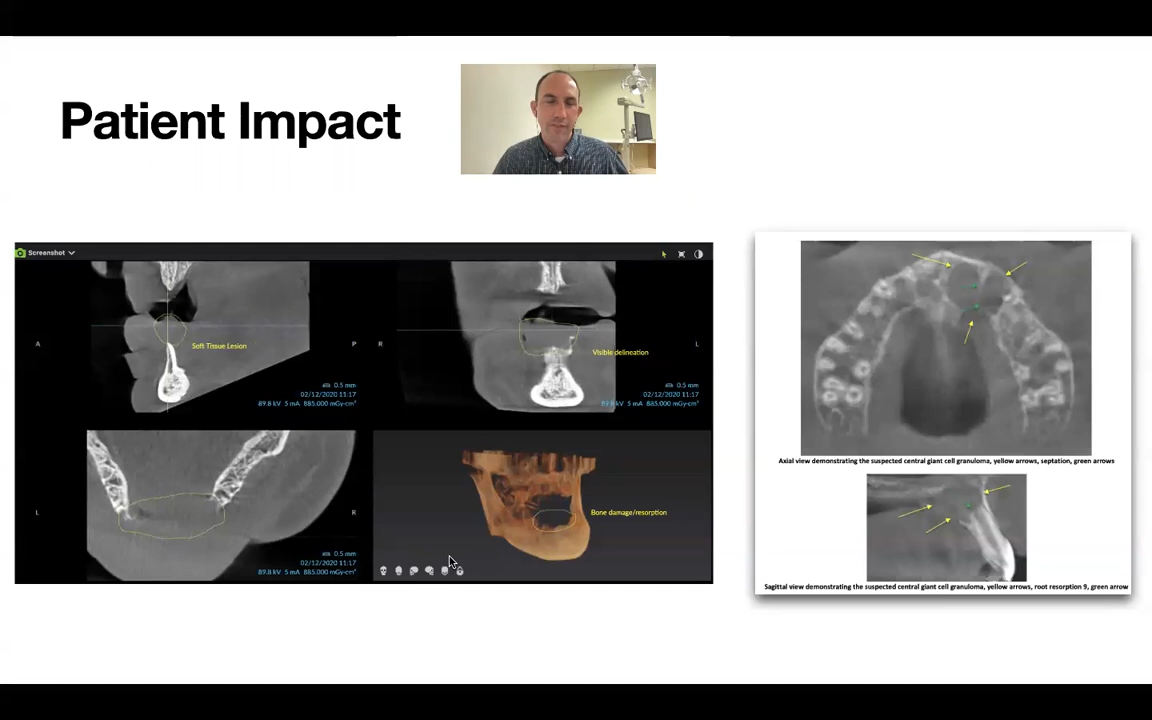 Patient Impact
Screenshot
A
P
R
L
Soft Tissue Lesion
Visible delineation
0.5 mm
02/12/2020 11:17
89.8 kV 5 mA 885.000 mGy-cm²
0.5 mm
02/12/2020 11:17
89.8 kV 5 mA 885.000 mGy-cm²
L
R
Bone damage/resorption
0.5 mm
02/12/2020 11:17
89.8 kV 5 mA 885.000 mGy-cm²
Axial view demonstrating the suspected central giant cell granuloma, yellow arrows, septation, green arrows
Sagittal view demonstrating the suspected central giant cell granuloma, yellow arrows, root resorption 9, green arrow